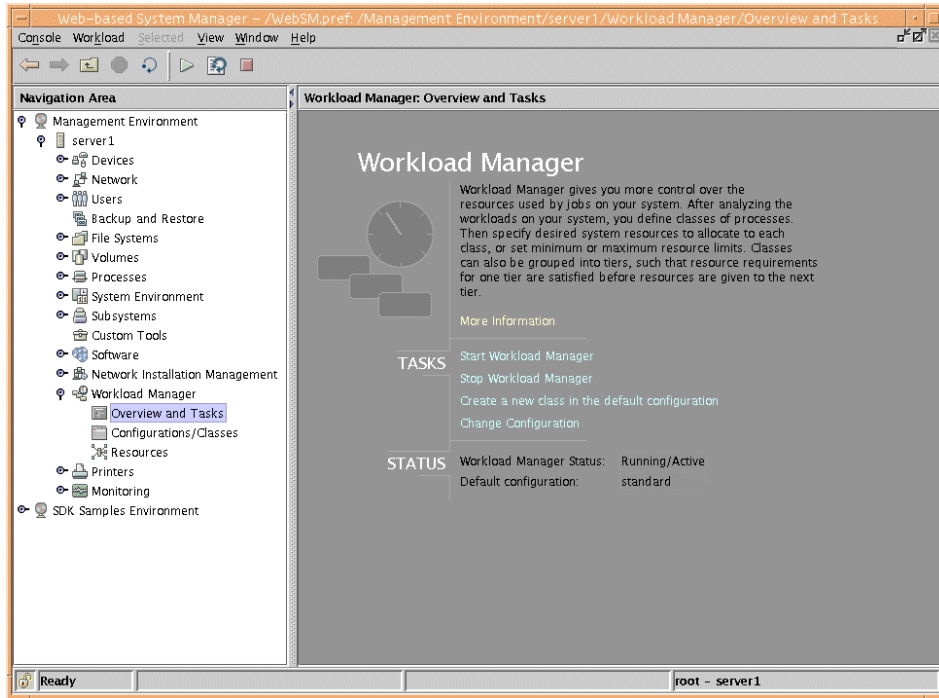 Web-based System Manager - /WebSM.pref: /Management Environment/server1/Workload Manager/Overview and Tasks
Console Workload Selected View Window Help
Navigation Area
Workload Manager: Overview and Tasks
Management Environment
server1
Devices
Network
Users
Backup and Restore
File Systems
Volumes
Processes
System Environment
Subsystems
Custom Tools
Software
Network Installation Management
Workload Manager
Overview and Tasks
Configurations/Classes
Resources
Printers
Monitoring
SDK Samples Environment
Workload Manager
Workload Manager gives you more control over the
resources used by jobs on your system. After analyzing the
workloads on your system, you define classes of processes.
Then specify desired system resources to allocate to each
class, or set minimum or maximum resource limits. Classes
can also be grouped into tiers, such that resource requirements
for one tier are satisfied before resources are given to the next
tier.
More Information
TASKS
Start Workload Manager
Stop Workload Manager
Create a new class in the default configuration
Change Configuration
STATUS
Workload Manager Status: Running/Active
Default configuration: standard
Ready
root - server1